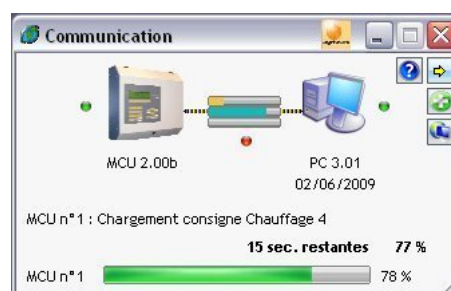 Communication
MCU 2.00b
PC 3.01
02/06/2009
MCU n°1 : Chargement consigne Chauffage 4
15 sec. restantes 77 %
MCU n°1 78 %